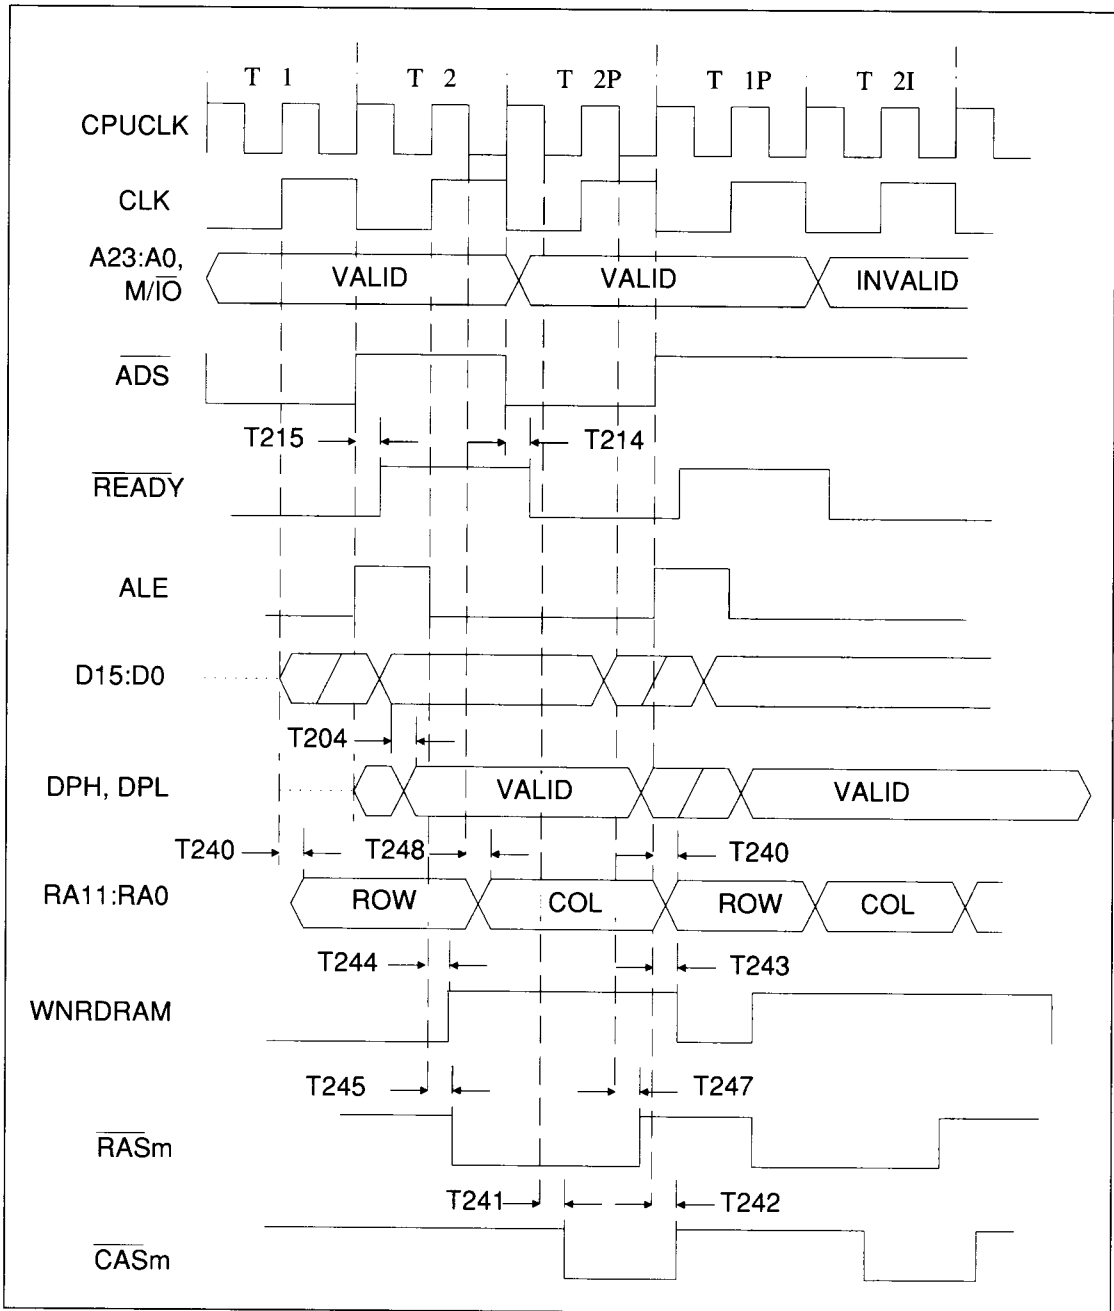 T 1 T 2 T 2P T 1P T 2I
CPUCLK
CLK
A23:A0,
M/IO
VALID VALID INVALID
ADS
T215 T214
READY
ALE
D15:D0
T204
DPH, DPL VALID VALID
T240 T248 T240
RA11:RA0 ROW COL ROW COL
T244 T243
WNRDRAM
T245 T247
RASm
T241 T242
CASm